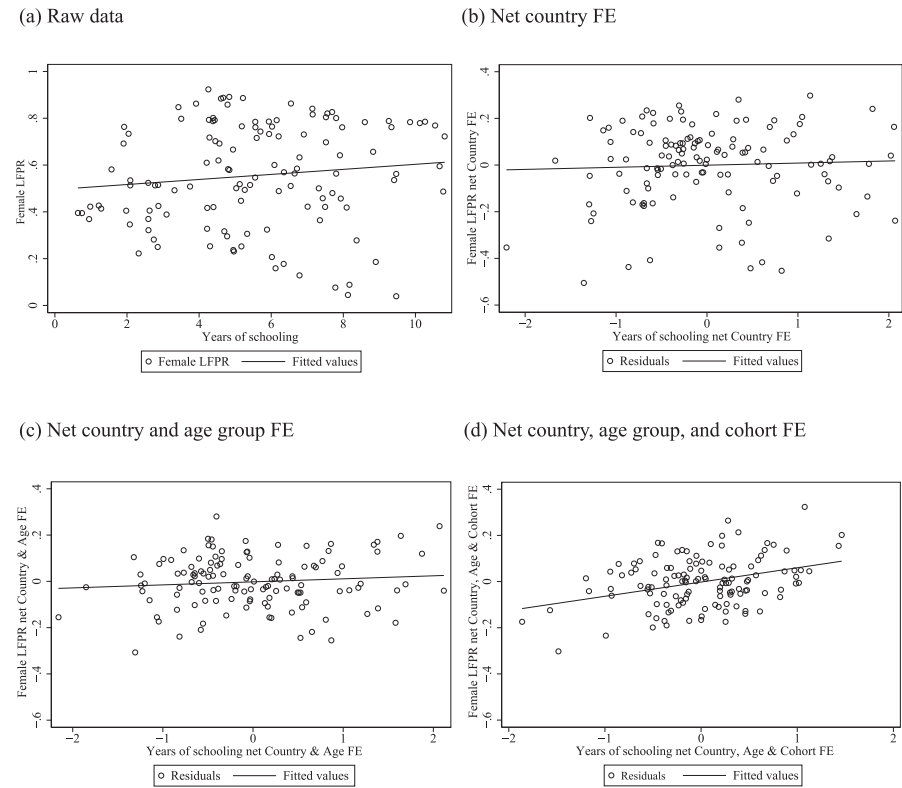 (a) Raw data
(b) Net country FE
Female LFPR
0 .2 .4 .6 .8 1
0 2 4 6 8 10
Years of schooling
Female LFPR Fitted values
Female LFPR net Country FE
−.6 −.4 −.2 0 .2 .4
−2 −1 0 1 2
Years of schooling net Country FE
Residuals Fitted values
(c) Net country and age group FE
(d) Net country, age group, and cohort FE
Female LFPR net Country & Age FE
−.6 −.4 −.2 0 .2 .4
−2 −1 0 1 2
Years of schooling net Country & Age FE
Residuals Fitted values
Female LFPR net Country, Age & Cohort FE
−.6 −.4 −.2 0 .2 .4
−2 −1 0 1 2
Years of schooling net Country, Age & Cohort FE
Residuals Fitted values